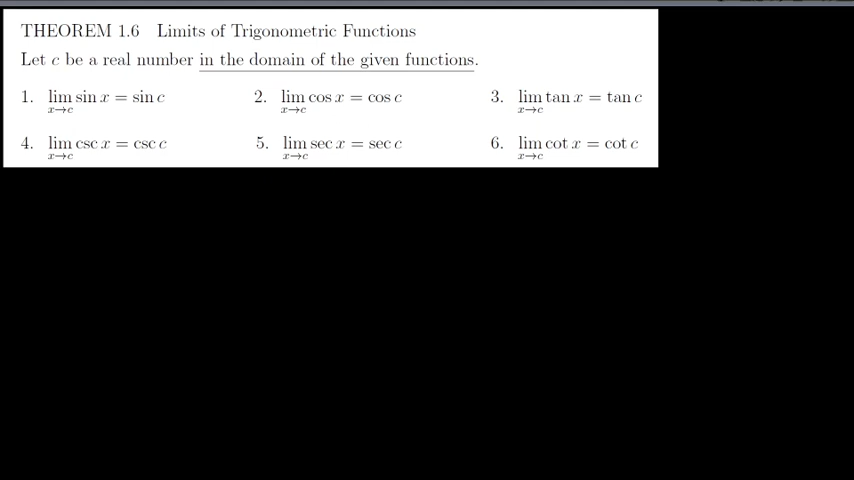 THEOREM 1.6 Limits of Trigonometric Functions
Let c be a real number in the domain of the given functions.
1. lim x→c sin x = sin c 2. lim x→c cos x = cos c 3. lim x→c tan x = tan c
4. lim x→c csc x = csc c 5. lim x→c sec x = sec c 6. lim x→c cot x = cot c